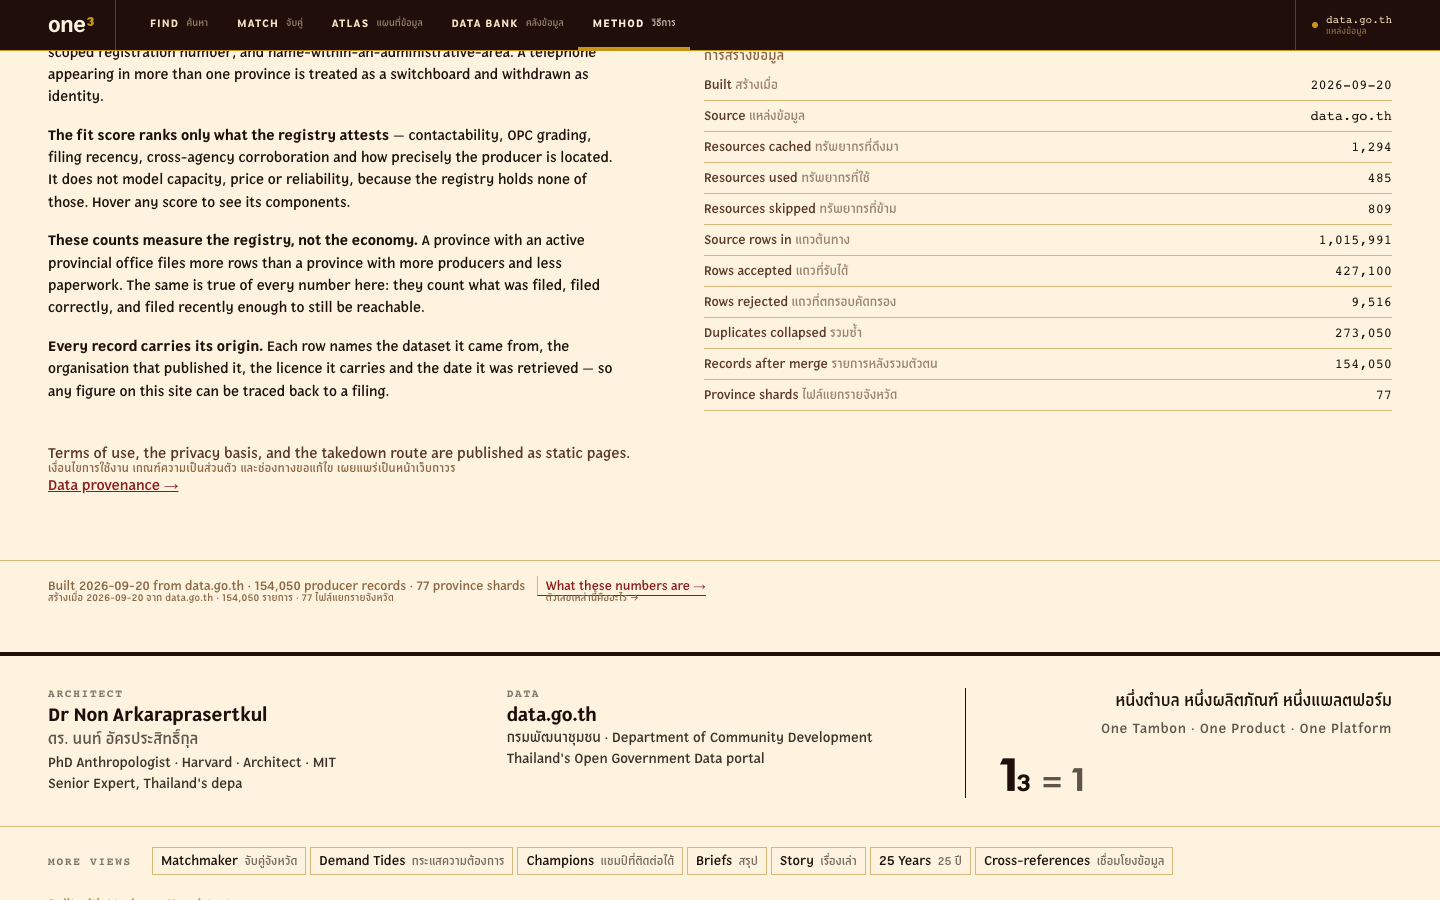 one³
FIND ค้นหา
MATCH จับคู่
ATLAS แผนที่ข้อมูล
DATA BANK คลังข้อมูล
METHOD วิธีการ
data.go.th
แหล่งข้อมูล
scoped registration number, and name-within-an-administrative-area. A telephone
appearing in more than one province is treated as a switchboard and withdrawn as
identity.
The fit score ranks only what the registry attests — contactability, OPC grading,
filing recency, cross-agency corroboration and how precisely the producer is located.
It does not model capacity, price or reliability, because the registry holds none of
those. Hover any score to see its components.
These counts measure the registry, not the economy. A province with an active
provincial office files more rows than a province with more producers and less
paperwork. The same is true of every number here: they count what was filed, filed
correctly, and filed recently enough to still be reachable.
Every record carries its origin. Each row names the dataset it came from, the
organisation that published it, the licence it carries and the date it was retrieved — so
any figure on this site can be traced back to a filing.
Terms of use, the privacy basis, and the takedown route are published as static pages.
เงื่อนไขการใช้งาน เกณฑ์ความเป็นส่วนตัว และช่องทางขอแก้ไข เผยแพร่เป็นหน้าเว็บถาวร
Data provenance →
การสร้างข้อมูล
Built สร้างเมื่อ 2026-09-20
Source แหล่งข้อมูล data.go.th
Resources cached ทรัพยากรที่ดึงมา 1,294
Resources used ทรัพยากรที่ใช้ 485
Resources skipped ทรัพยากรที่ข้าม 809
Source rows in แถวต้นทาง 1,015,991
Rows accepted แถวที่รับได้ 427,100
Rows rejected แถวที่ตกรอบคัดกรอง 9,516
Duplicates collapsed รวมซ้ำ 273,050
Records after merge รายการหลังรวมตัวตน 154,050
Province shards ไฟล์แยกรายจังหวัด 77
Built 2026-09-20 from data.go.th · 154,050 producer records · 77 province shards
สร้างเมื่อ 2026-09-20 จาก data.go.th · 154,050 รายการ · 77 ไฟล์แยกรายจังหวัด
What these numbers are →
ตัวเลขเหล่านี้คืออะไร →
ARCHITECT
Dr Non Arkaraprasertkul
ดร. นนท์ อัครประสิทธิ์กุล
PhD Anthropologist · Harvard · Architect · MIT
Senior Expert, Thailand's depa
DATA
data.go.th
กรมพัฒนาชุมชน · Department of Community Development
Thailand's Open Government Data portal
หนึ่งตำบล หนึ่งผลิตภัณฑ์ หนึ่งแพลตฟอร์ม
One Tambon · One Product · One Platform
13 = 1
MORE VIEWS
Matchmaker จับคู่จังหวัด
Demand Tides กระแสความต้องการ
Champions แชมป์ที่ติดต่อได้
Briefs สรุป
Story เรื่องเล่า
25 Years 25 ปี
Cross-references เชื่อมโยงข้อมูล